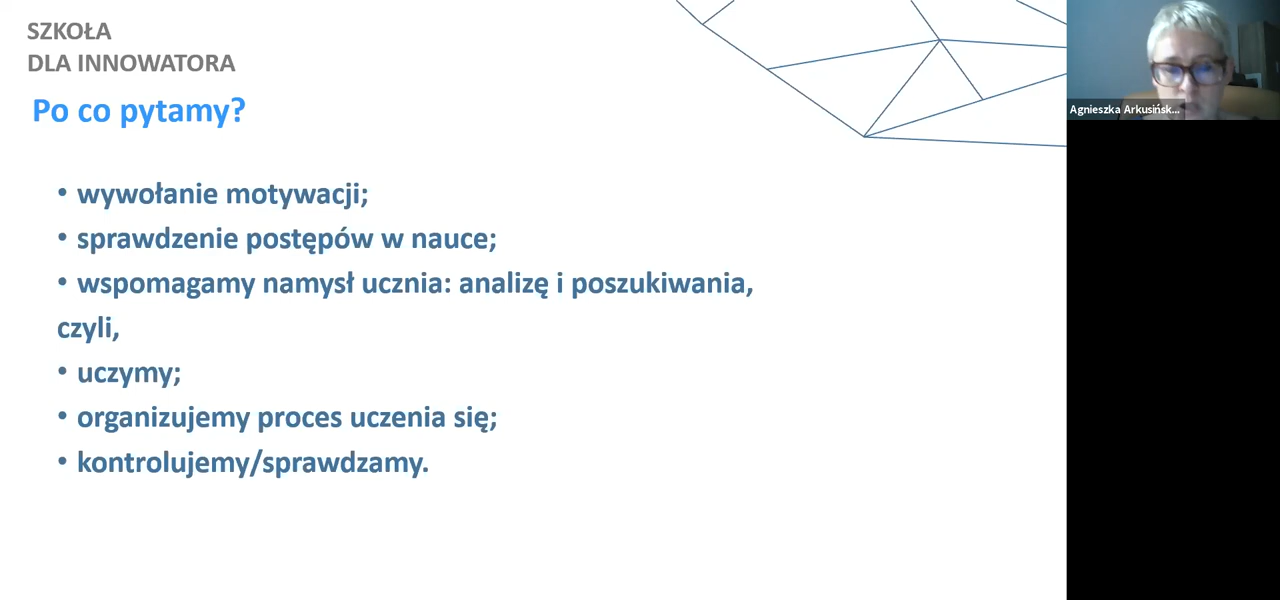 SZKOŁA
DLA INNOWATORA
Po co pytamy?
• wywołanie motywacji;
• sprawdzenie postępów w nauce;
• wspomagamy namysł ucznia: analizę i poszukiwania,
czyli,
• uczymy;
• organizujemy proces uczenia się;
• kontrolujemy/sprawdzamy.
Agnieszka Arkusińsk...